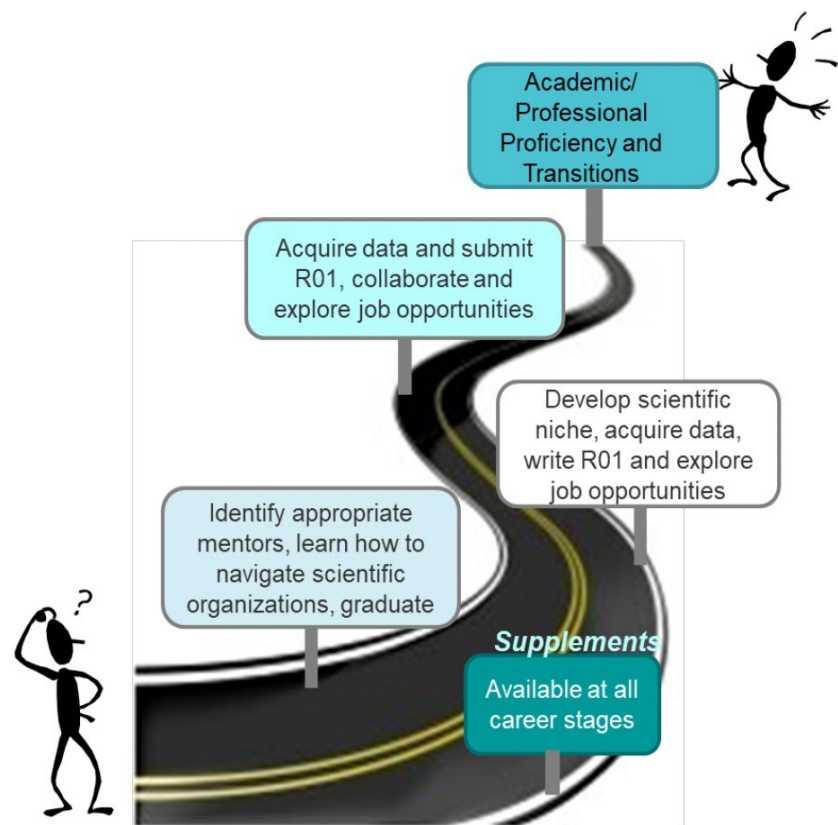 Academic/
Professional
Proficiency and
Transitions
Acquire data and submit
R01, collaborate and
explore job opportunities
Develop scientific
niche, acquire data,
write R01 and explore
job opportunities
Identify appropriate
mentors, learn how to
navigate scientific
organizations, graduate
?
Supplements
Available at all
career stages